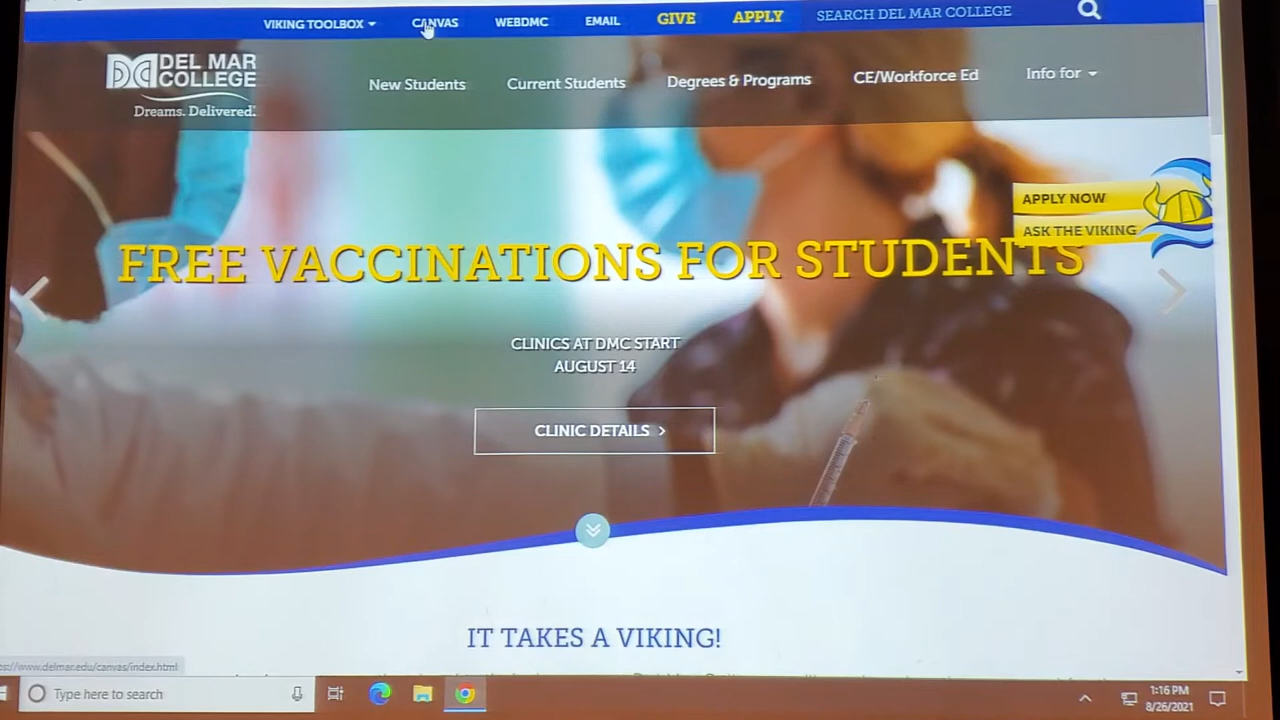 VIKING TOOLBOX CANVAS WEBDMC EMAIL GIVE APPLY SEARCH DEL MAR COLLEGE
DEL MAR
COLLEGE
Dreams. Delivered.
New Students Current Students Degrees & Programs CE/Workforce Ed Info for
APPLY NOW
ASK THE VIKING
FREE VACCINATIONS FOR STUDENTS
CLINICS AT DMC START
AUGUST 14
CLINIC DETAILS >
IT TAKES A VIKING!
ps://www.delmar.edu/canvas/index.html
Type here to search
1:16 PM
8/26/2021